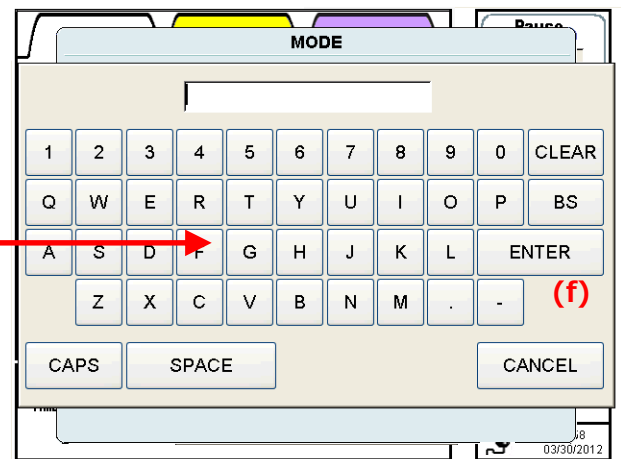 Pause
MODE
1 2 3 4 5 6 7 8 9 0 CLEAR
Q W E R T Y U I O P BS
A S D F G H J K L ENTER
(f)
Z X C V B N M . -
CAPS SPACE CANCEL
03/30/2012